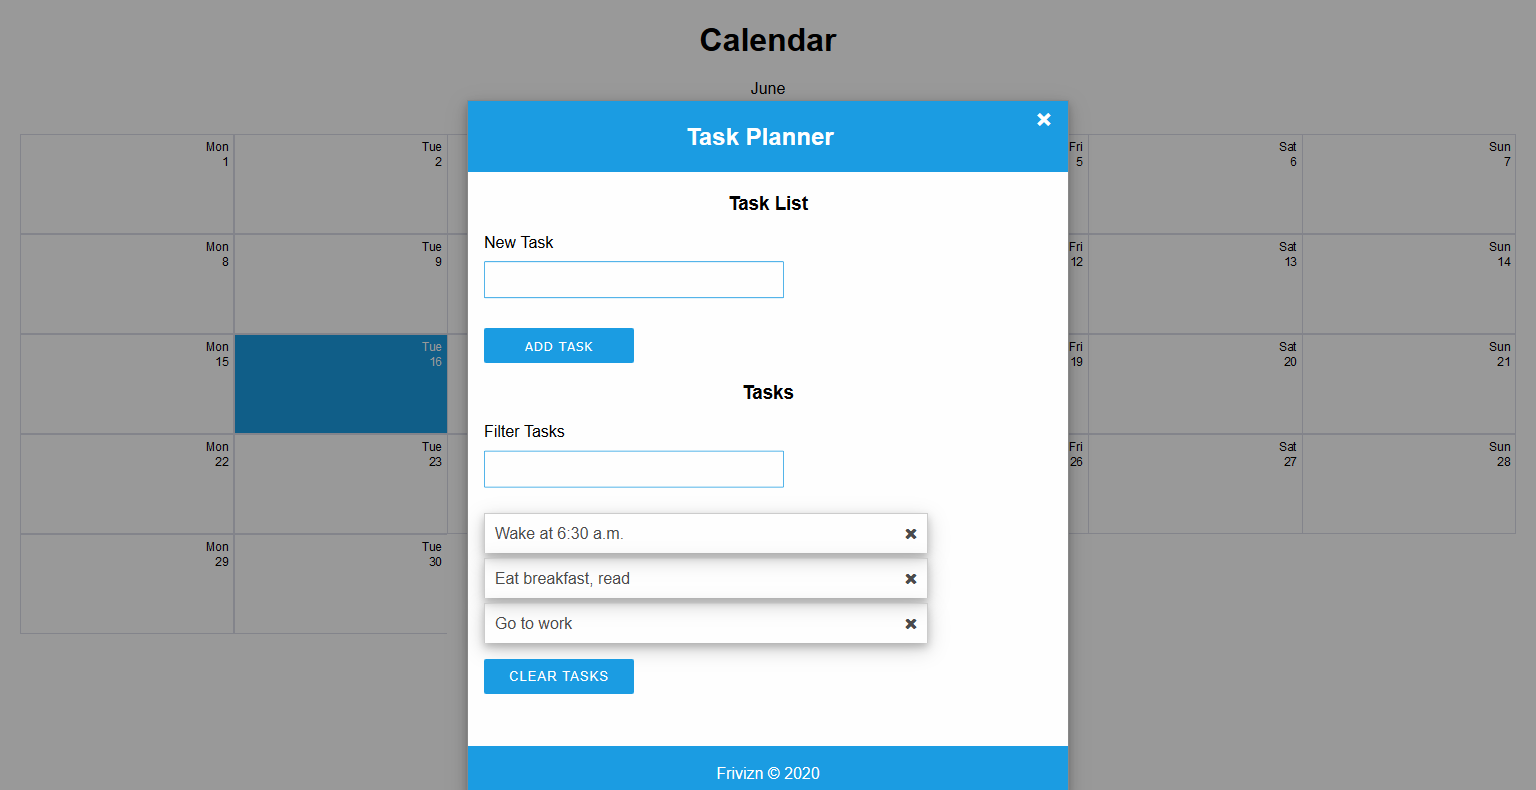 Calendar
June
Task Planner
Mon Tue Fri Sat Sun
1 2 5 6 7
Task List
New Task
Mon Tue Fri Sat Sun
8 9 12 13 14
ADD TASK
Mon Tue Fri Sat Sun
15 16 19 20 21
Tasks
Filter Tasks
Mon Tue Fri Sat Sun
22 23 26 27 28
Wake at 6:30 a.m.
Mon Tue
29 30
Eat breakfast, read
Go to work
CLEAR TASKS
Frivizn © 2020